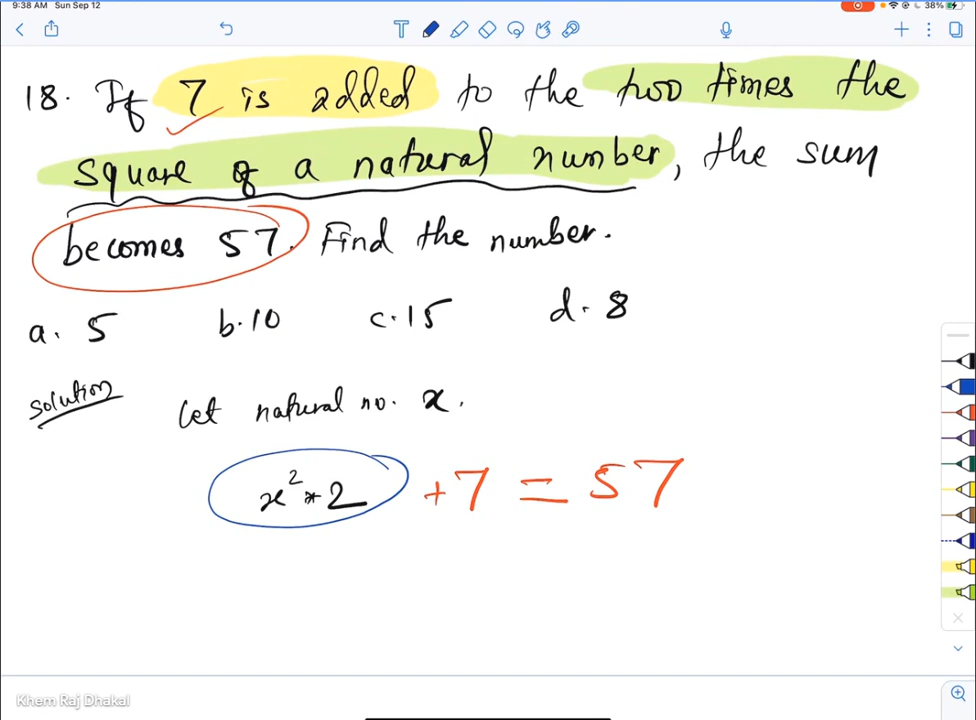 9:38 AM Sun Sep 12
38%
18. If 7 is added to the two times the
square of a natural number, the sum
becomes 57. Find the number.
a. 5 b. 10 c. 15 d. 8
solution
Let natural no. x.
x² * 2 + 7 = 57
Khem Raj Dhakal